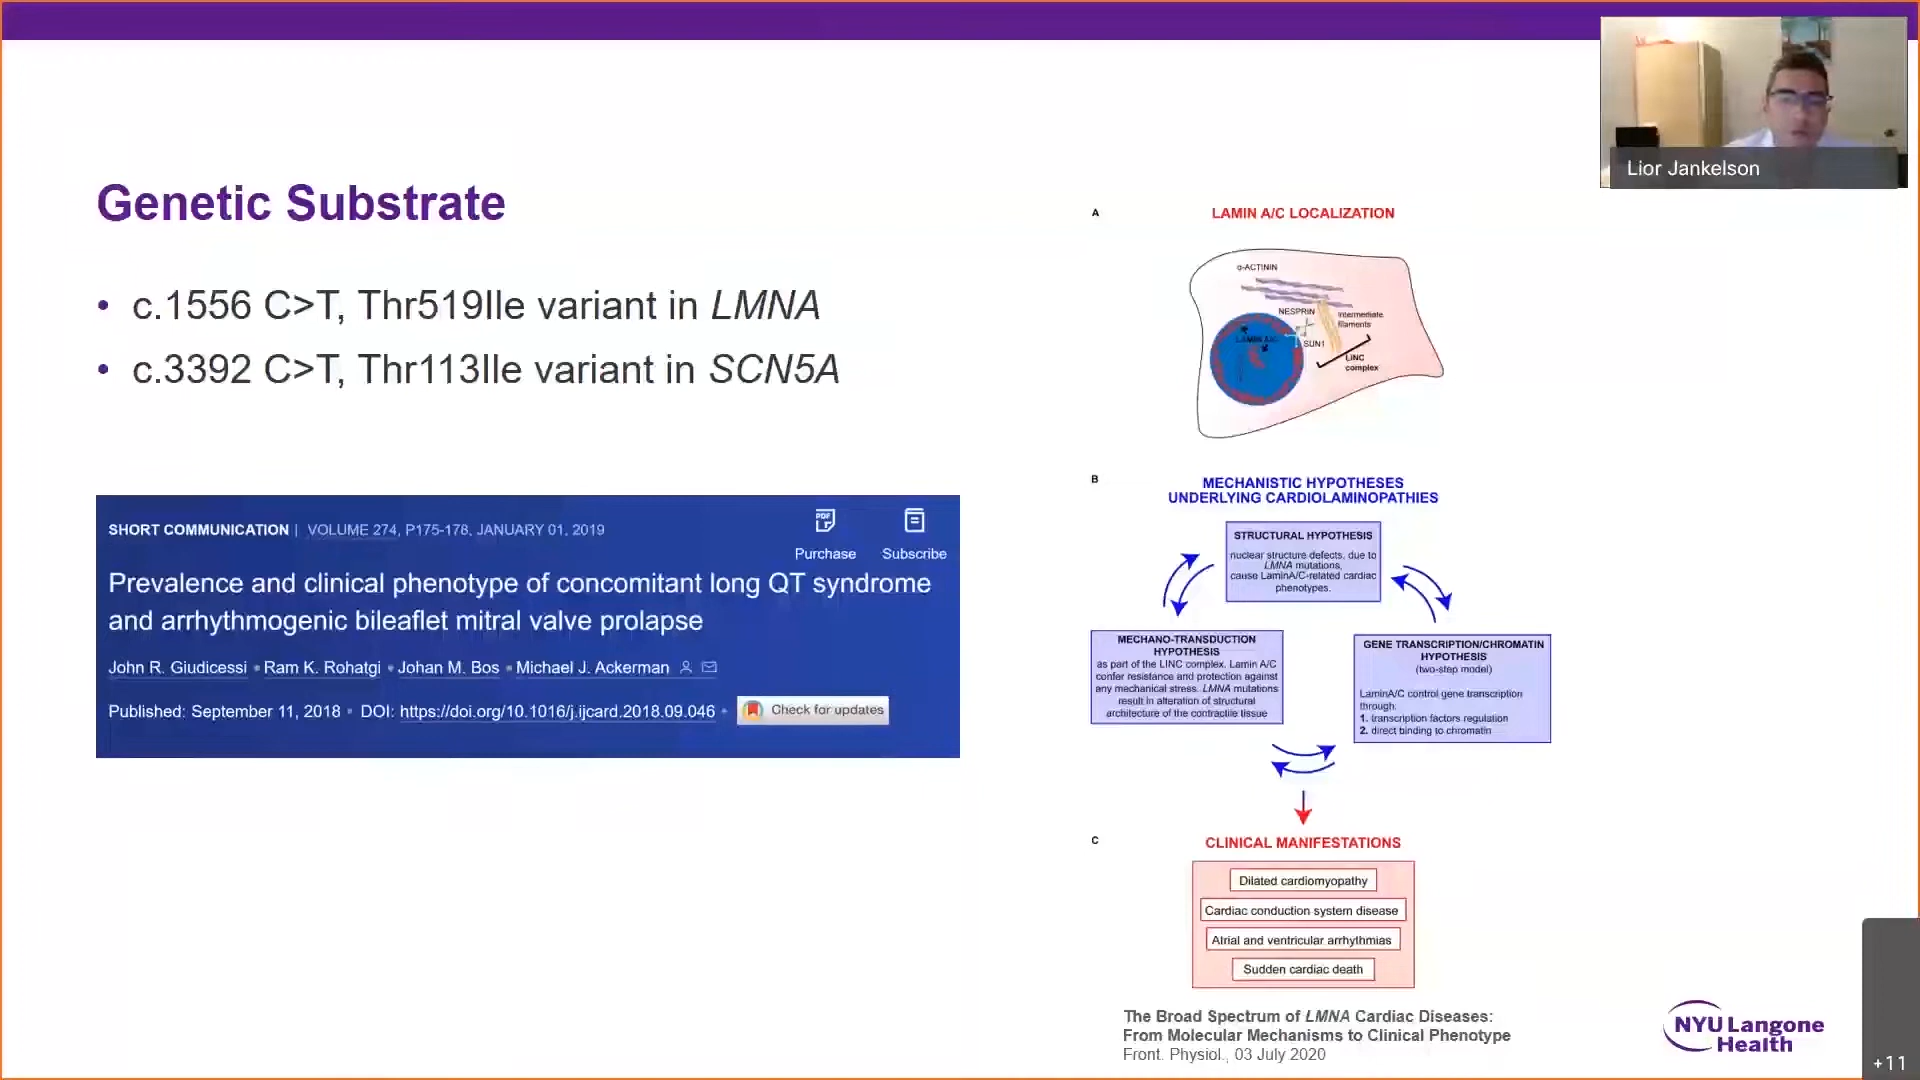 Lior Jankelson
Genetic Substrate
• c.1556 C>T, Thr519Ile variant in LMNA
• c.3392 C>T, Thr113Ile variant in SCN5A
SHORT COMMUNICATION | VOLUME 274, P175-178, JANUARY 01, 2019
Purchase
Subscribe
Prevalence and clinical phenotype of concomitant long QT syndrome
and arrhythmogenic bileaflet mitral valve prolapse
John R. Giudicessi • Ram K. Rohatgi • Johan M. Bos • Michael J. Ackerman
Published: September 11, 2018 • DOI: https://doi.org/10.1016/j.ijcard.2018.09.046 •
Check for updates
A
LAMIN A/C LOCALIZATION
α-ACTININ
NESPRIN
Intermediate
filaments
LAMIN A/C
SUN1
LINC
complex
B
MECHANISTIC HYPOTHESES
UNDERLYING CARDIOLAMINOPATHIES
STRUCTURAL HYPOTHESIS
nuclear structure defects, due to
LMNA mutations,
cause LaminA/C-related cardiac
phenotypes.
MECHANO-TRANSDUCTION
HYPOTHESIS
as part of the LINC complex, Lamin A/C
confer resistance and protection against
any mechanical stress. LMNA mutations
result in alteration of structural
architecture of the contractile tissue
GENE TRANSCRIPTION/CHROMATIN
HYPOTHESIS
(two-step model)
LaminA/C control gene transcription
through:
1. transcription factors regulation
2. direct binding to chromatin
C
CLINICAL MANIFESTATIONS
Dilated cardiomyopathy
Cardiac conduction system disease
Atrial and ventricular arrhythmias
Sudden cardiac death
The Broad Spectrum of LMNA Cardiac Diseases:
From Molecular Mechanisms to Clinical Phenotype
Front. Physiol., 03 July 2020
NYU Langone
Health
+11